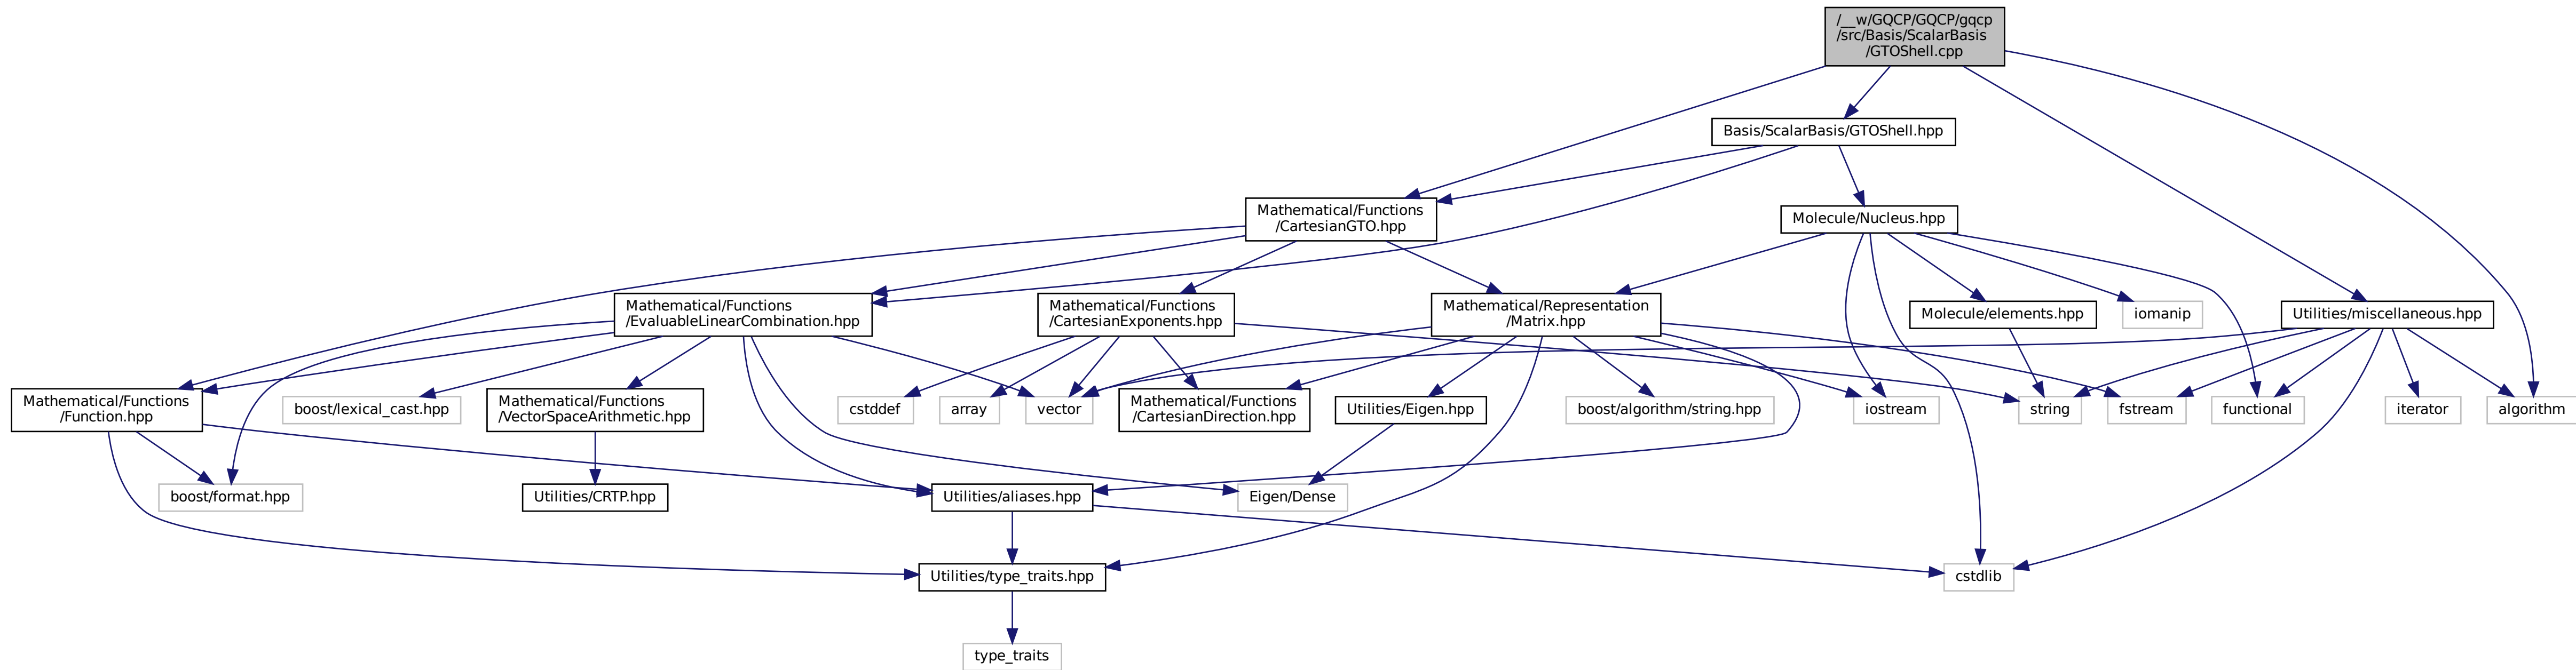 /__w/GQCP/GQCP/gqcp
/src/Basis/ScalarBasis
/GTOShell.cpp
Basis/ScalarBasis/GTOShell.hpp
Mathematical/Functions
/CartesianGTO.hpp
Molecule/Nucleus.hpp
Mathematical/Functions
/EvaluableLinearCombination.hpp
Mathematical/Functions
/CartesianExponents.hpp
Mathematical/Representation
/Matrix.hpp
Molecule/elements.hpp
iomanip
Utilities/miscellaneous.hpp
Mathematical/Functions
/Function.hpp
boost/lexical_cast.hpp
Mathematical/Functions
/VectorSpaceArithmetic.hpp
cstddef
array
vector
Mathematical/Functions
/CartesianDirection.hpp
Utilities/Eigen.hpp
boost/algorithm/string.hpp
iostream
string
fstream
functional
iterator
algorithm
boost/format.hpp
Utilities/CRTP.hpp
Utilities/aliases.hpp
Eigen/Dense
Utilities/type_traits.hpp
cstdlib
type_traits